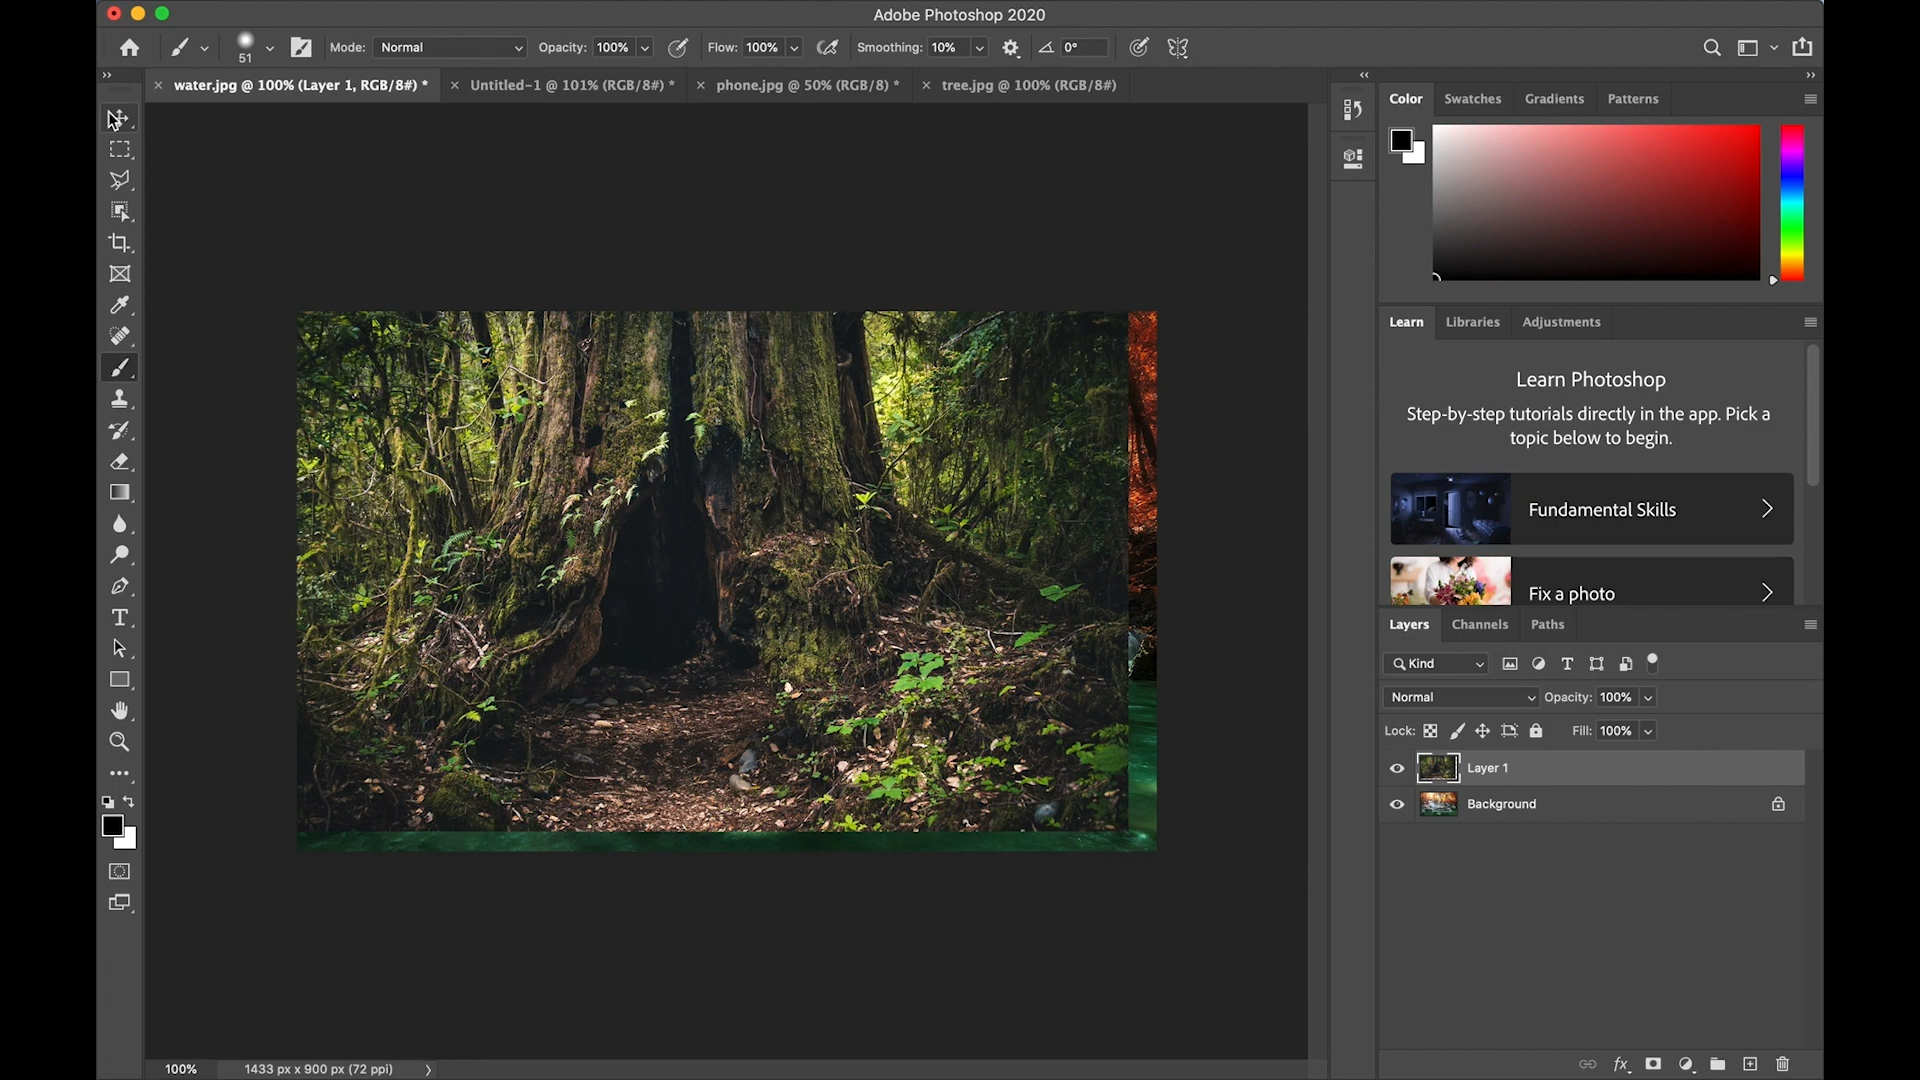 Adobe Photoshop 2020
51 Mode: Normal Opacity: 100% Flow: 100% Smoothing: 10% 0°
water.jpg @ 100% (Layer 1, RGB/8#) * Untitled-1 @ 101% (RGB/8#) * phone.jpg @ 50% (RGB/8) * tree.jpg @ 100% (RGB/8#)
Color Swatches Gradients Patterns
Learn Libraries Adjustments
Learn Photoshop
Step-by-step tutorials directly in the app. Pick a
topic below to begin.
Fundamental Skills
Fix a photo
Layers Channels Paths
Kind
Normal Opacity: 100%
Lock: Fill: 100%
Layer 1
Background
100% 1433 px x 900 px (72 ppi)